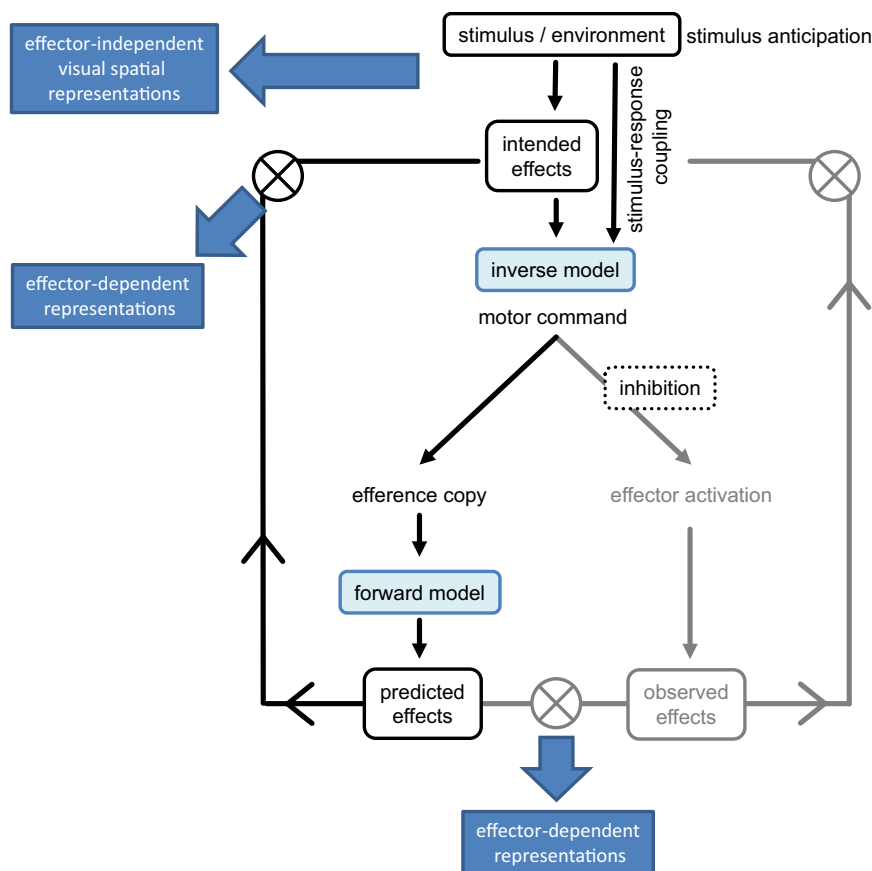 effector-independent
visual spatial
representations
stimulus / environment
stimulus anticipation
intended
effects
stimulus-response
coupling
effector-dependent
representations
inverse model
motor command
inhibition
efference copy
effector activation
forward model
predicted
effects
observed
effects
effector-dependent
representations